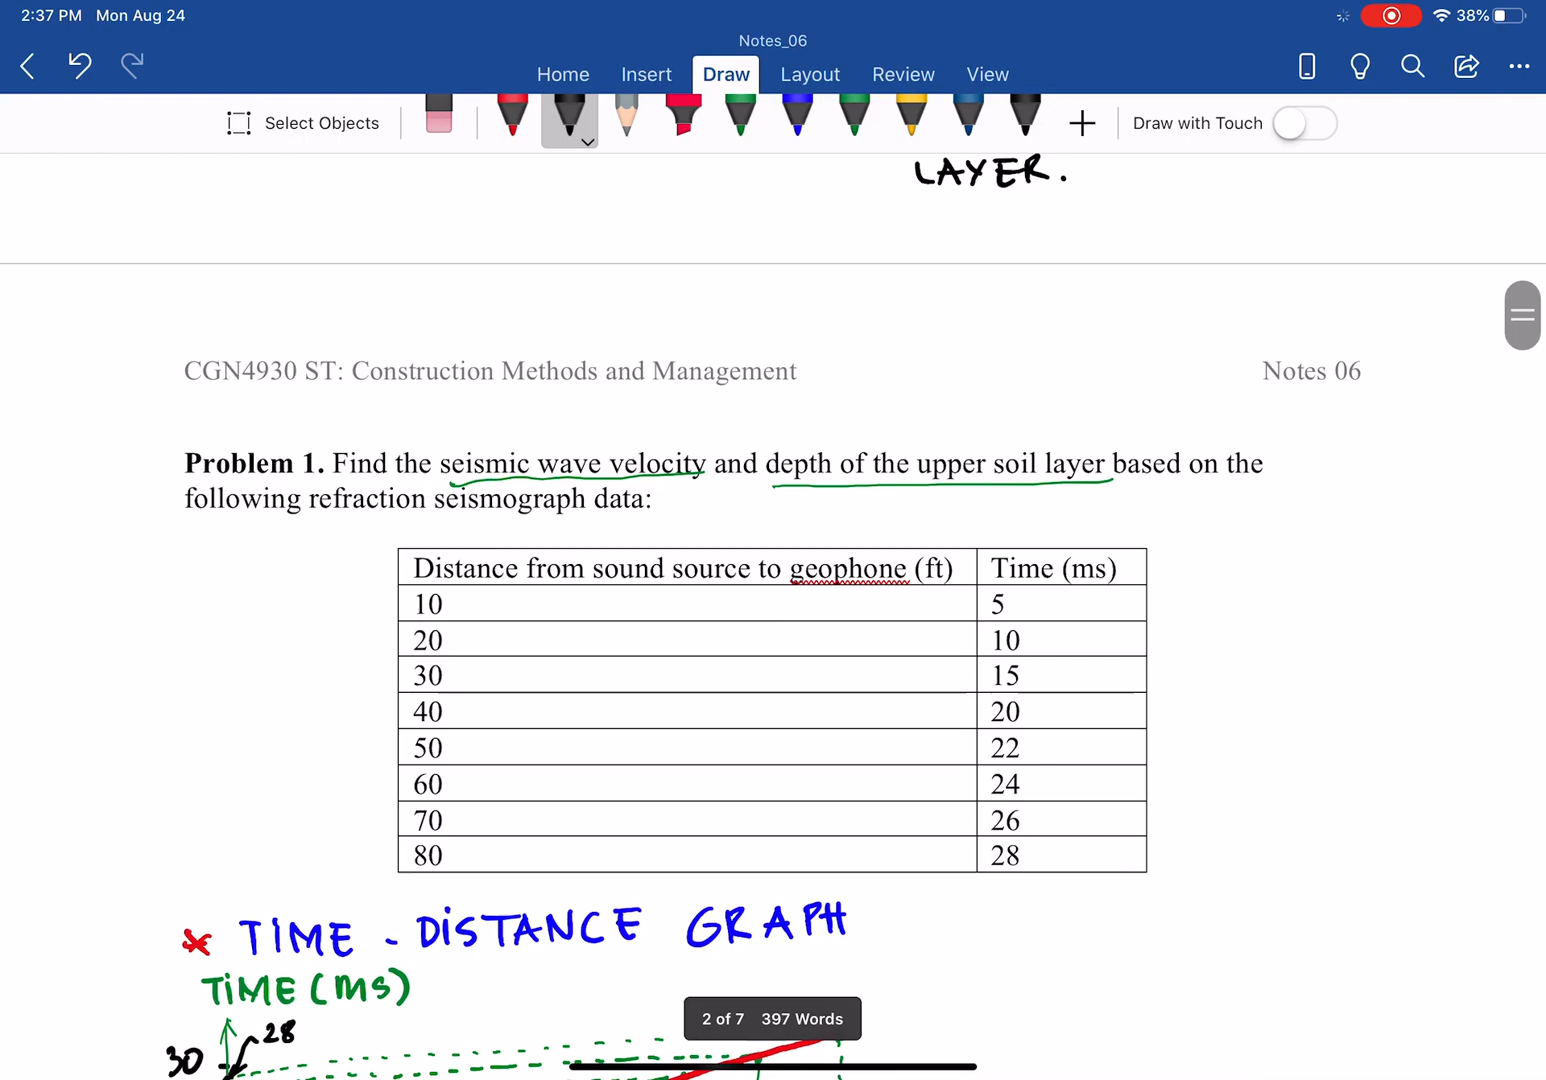 2:37 PM Mon Aug 24
38%
Notes_06
Home Insert Draw Layout Review View
Select Objects
Draw with Touch
LAYER.
CGN4930 ST: Construction Methods and Management Notes 06
Problem 1. Find the seismic wave velocity and depth of the upper soil layer based on the
following refraction seismograph data:
Distance from sound source to geophone (ft) Time (ms)
10 5
20 10
30 15
40 20
50 22
60 24
70 26
80 28
* TIME - DISTANCE GRAPH
TIME (ms)
28
30
2 of 7 397 Words